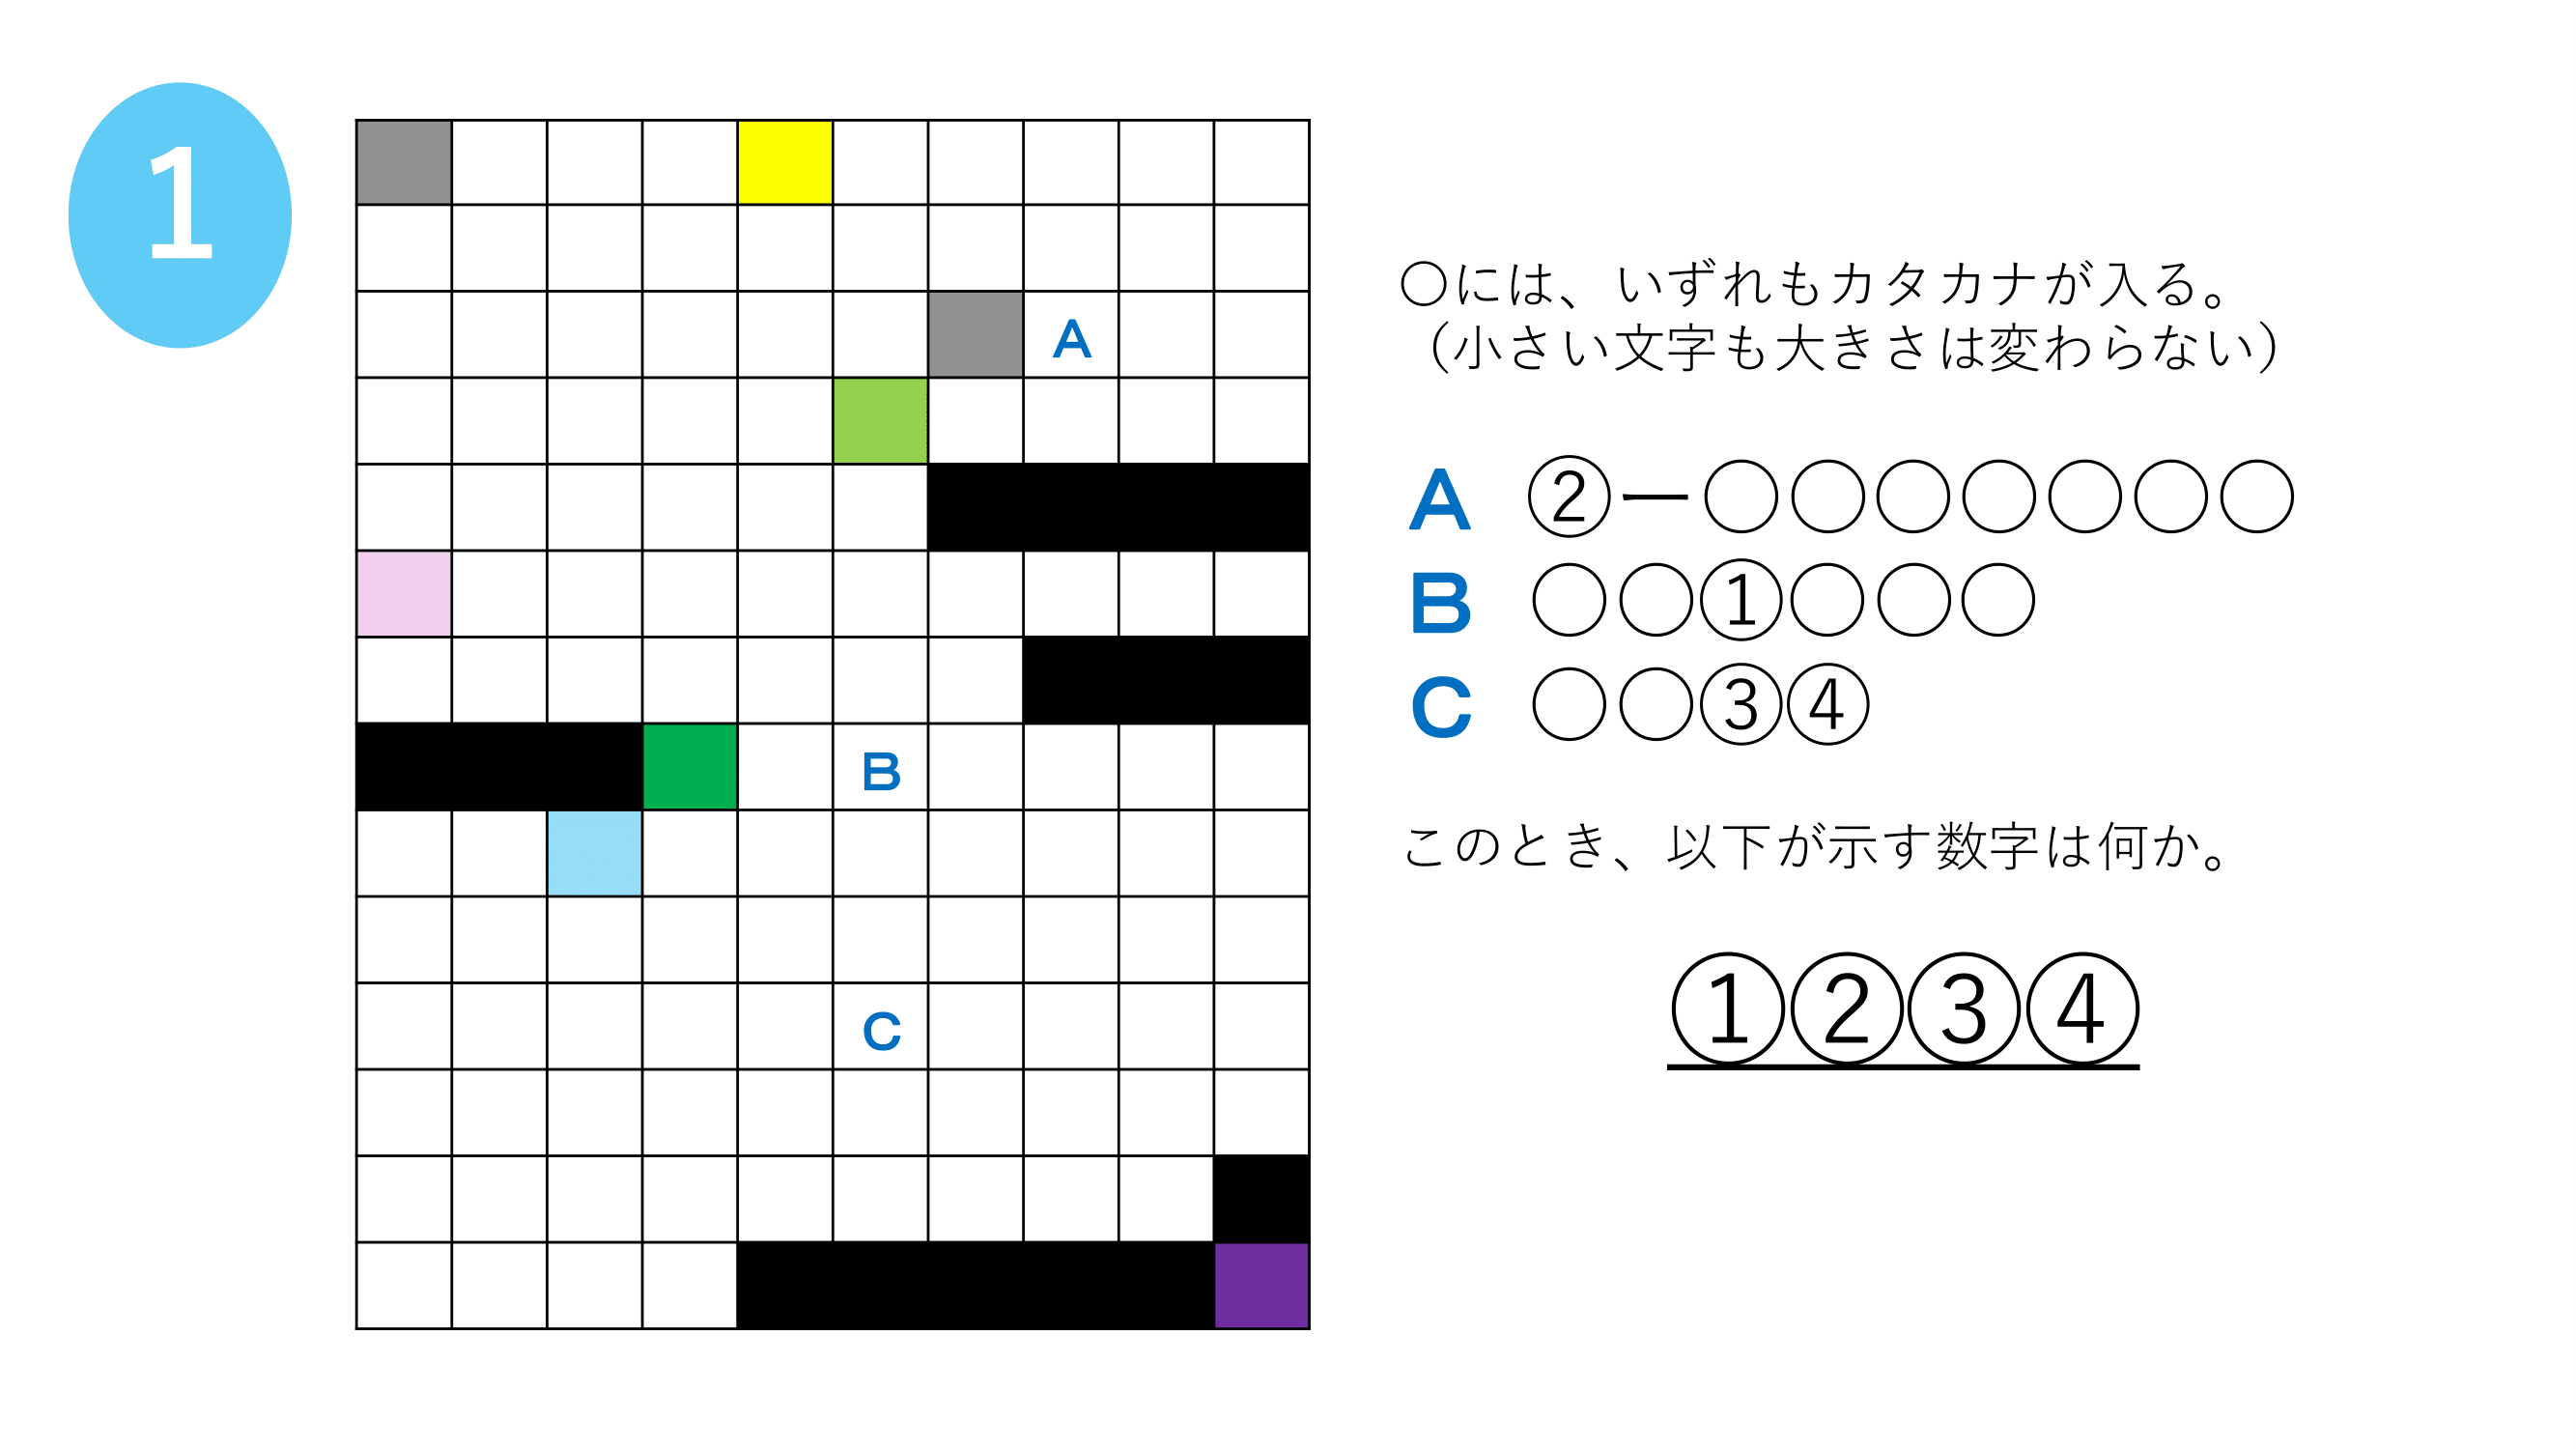 1
A
B
C
○には、いずれもカタカナが入る。
（小さい文字も大きさは変わらない）
A ②ー○○○○○○○
B ○○①○○○
C ○○③④
このとき、以下が示す数字は何か。
①②③④